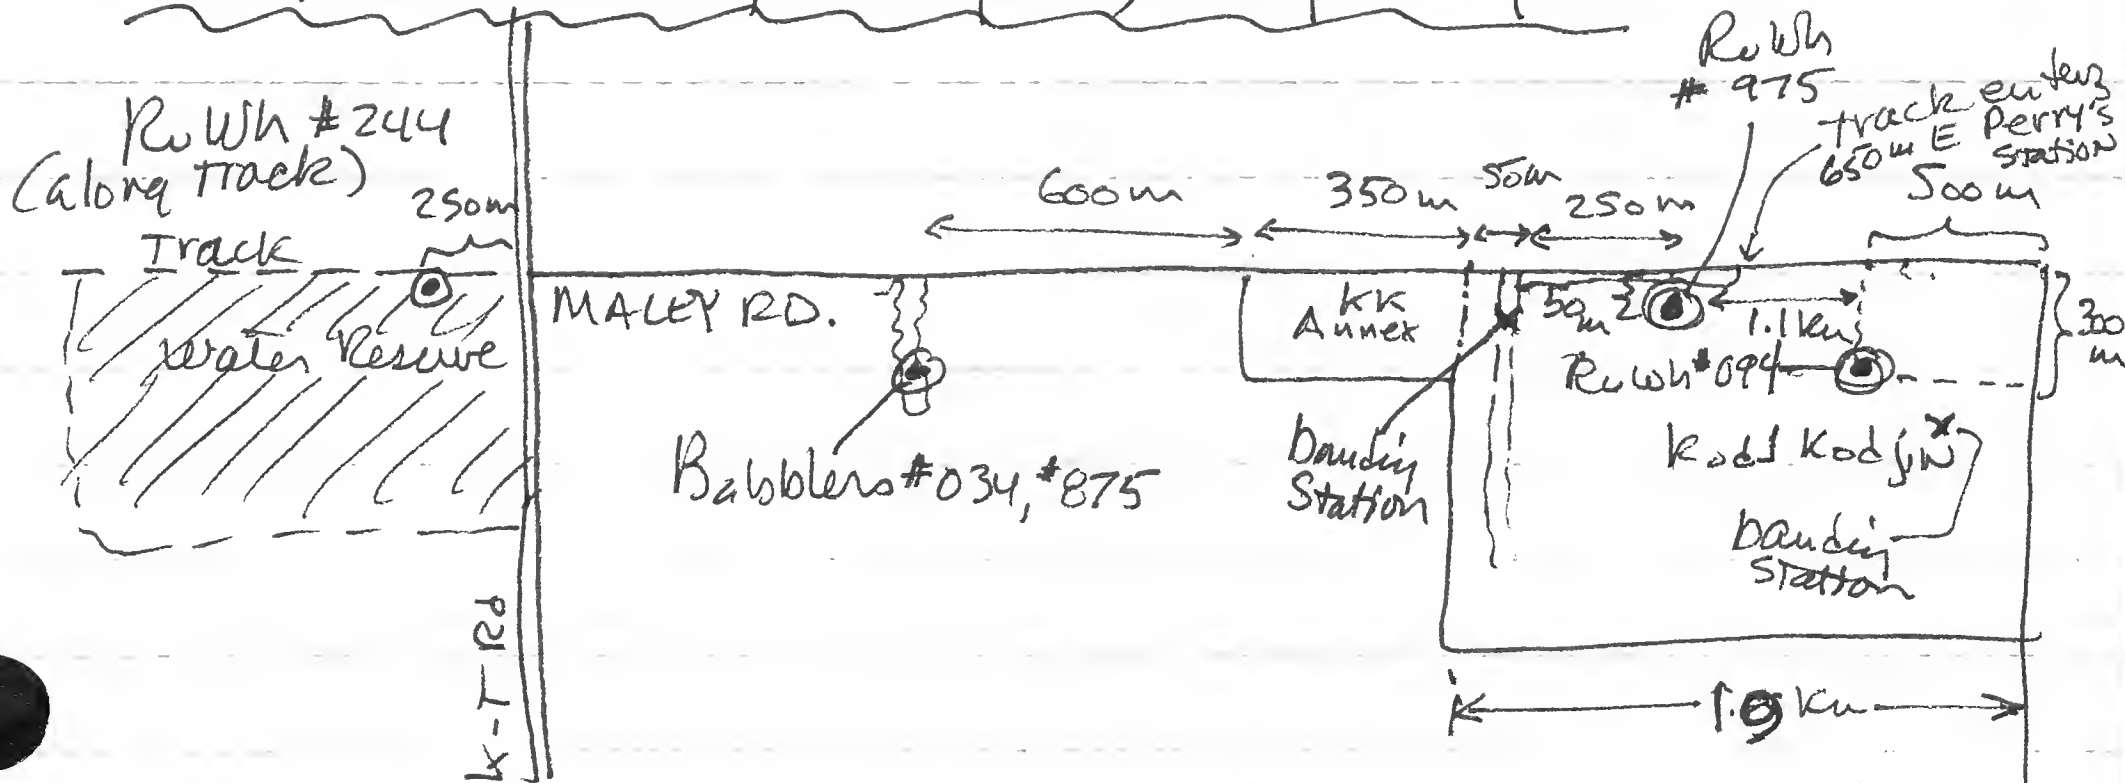 RuWh #244
(along track)
250m
Track
Water Reserve
MALEY RD.
K-T Rd
Babblers #034, #875
600m
350m
50m
250m
KK
Annex
50m
RuWh
#975
track enters
650m E Perry's
Station
500m
1.1km
300
m
RuWh #094
Kodj Kodjin
banding
Station
banding
Station
1.9 Km